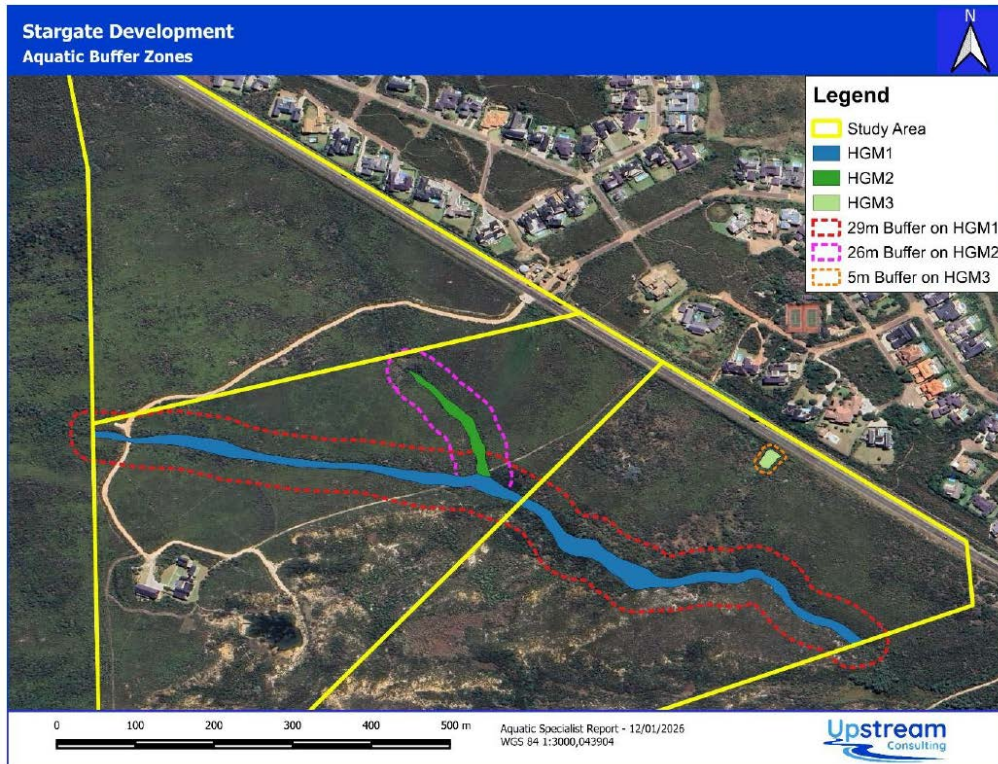 Stargate Development
Aquatic Buffer Zones
N
Legend
Study Area
HGM1
HGM2
HGM3
29m Buffer on HGM1
26m Buffer on HGM2
5m Buffer on HGM3
0 100 200 300 400 500 m
Aquatic Specialist Report - 12/01/2026
WGS 84 1:3000,043904
Upstream
Consulting